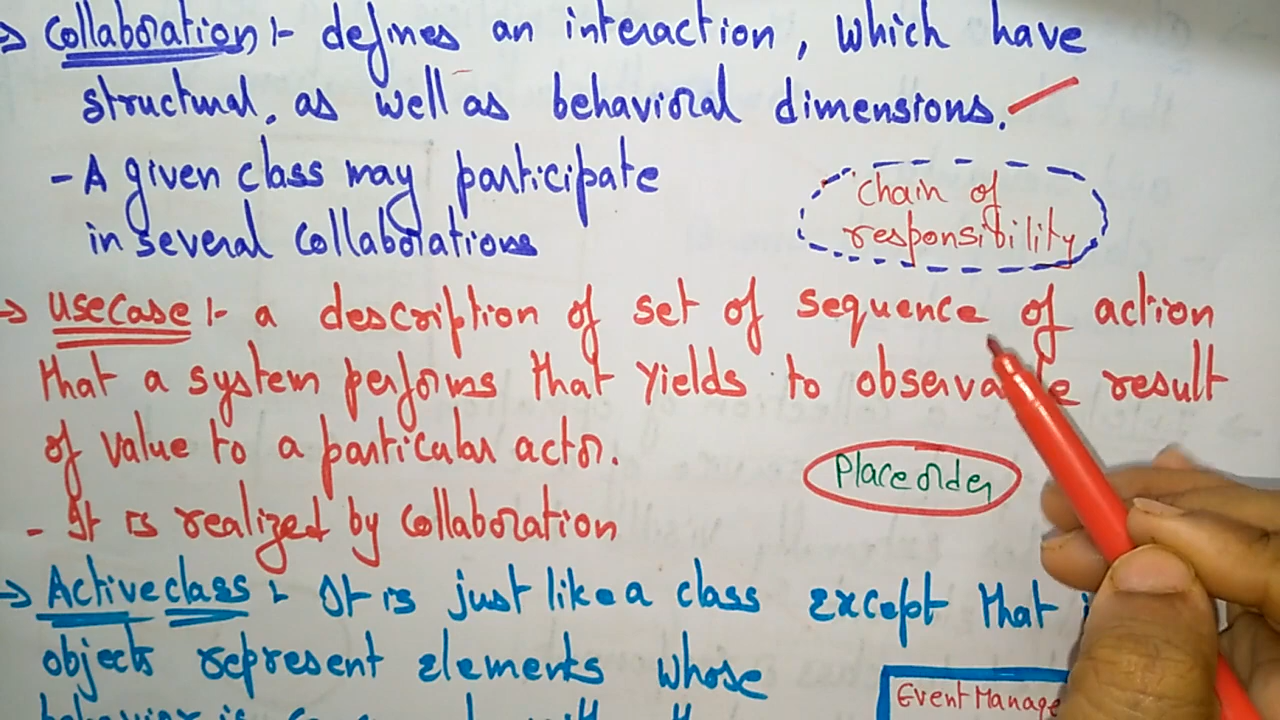 → Collaboration :- defines an interaction, which have
structural, as well as behavioral dimensions.
- A given class may participate
in several collaborations
chain of
responsibility
→ usecase :- a description of set of sequence of action
that a system performs that yields to observable result
of value to a particular actor.
Place order
- It is realized by collaboration
→ Active class :- It is just like a class except that
objects represent elements whose
Event Manage
behavior is